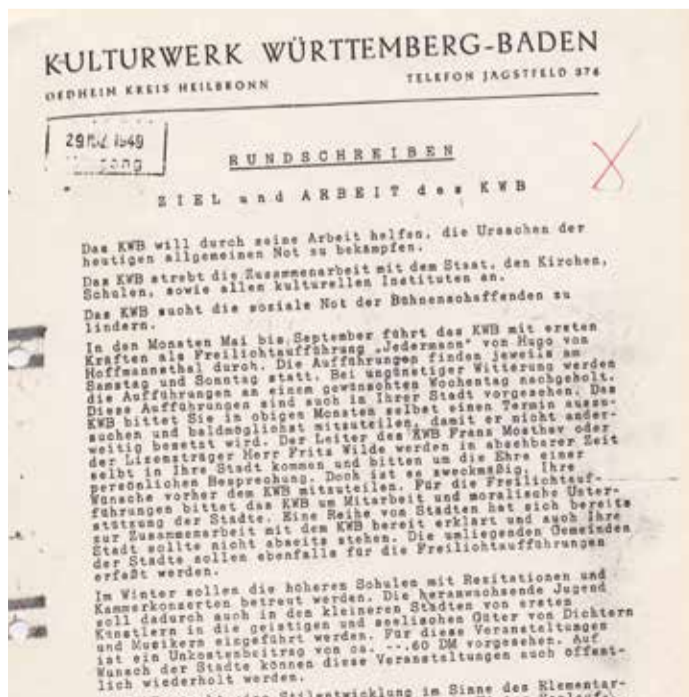 KULTURWERK WÜRTTEMBERG-BADEN
OEDHEIM KREIS HEILBRONN TELEFON JAGSTFELD 376
29 1949
RUNDSCHREIBEN
ZIEL und ARBEIT des KWB
Das KWB will durch seine Arbeit helfen, die Ursachen der
heutigen allgemeinen Not zu bekämpfen.
Das KWB strebt die Zusammenarbeit mit dem Staat, den Kirchen,
Schulen, sowie allen kulturellen Instituten an.
Das KWB sucht die soziale Not der Bühnenschaffenden zu
lindern.
In den Monaten Mai bis September führt das KWB mit ersten
Kräften als Freilichtaufführung „Jedermann" von Hugo von
Hoffmannsthal durch. Die Aufführungen finden jeweils am
Samstag und Sonntag statt. Bei ungünstiger Witterung werden
die Aufführungen an einem gewünschten Wochentag nachgeholt.
Diese Aufführungen sind auch in Ihrer Stadt vorgesehen. Das
KWB bittet Sie in obigen Monaten selbst einen Termin auszu-
suchen und baldmöglichst mitzuteilen, damit er nicht ander-
weitig besetzt wird. Der Leiter des KWB Franz Mosthav oder
der Lizenzträger Herr Fritz Wilde werden in absehbarer Zeit
selbt in Ihre Stadt kommen und bitten um die Ehre einer
persönlichen Besprechung. Doch ist es zweckmäßig, Ihre
Wünsche vorher dem KWB mitzuteilen. Für die Freilichtauf-
führungen bittet das KWB um Mitarbeit und moralische Unter-
stützung der Städte. Eine Reihe von Städten hat sich bereits
zur Zusammenarbeit mit dem KWB bereit erklärt und auch Ihre
Stadt sollte nicht abseits stehen. Die umliegenden Gemeinden
der Städte sollen ebenfalls für die Freilichtaufführungen
erfaßt werden.
Im Winter sollen die höheren Schulen mit Rezitationen und
Kammerkonzerten betreut werden. Die heranwachsende Jugend
soll dadurch auch in den kleineren Städten von ersten
Künstlern in die geistigen und seelischen Güter von Dichtern
und Musikern eingeführt werden. Für diese Veranstaltungen
ist ein Unkostenbeitrag von ca. -.60 DM vorgesehen. Auf
Wunsch der Städte können diese Veranstaltungen auch öffent-
lich wiederholt werden.
Stilentwicklung im Sinne des Elementar-